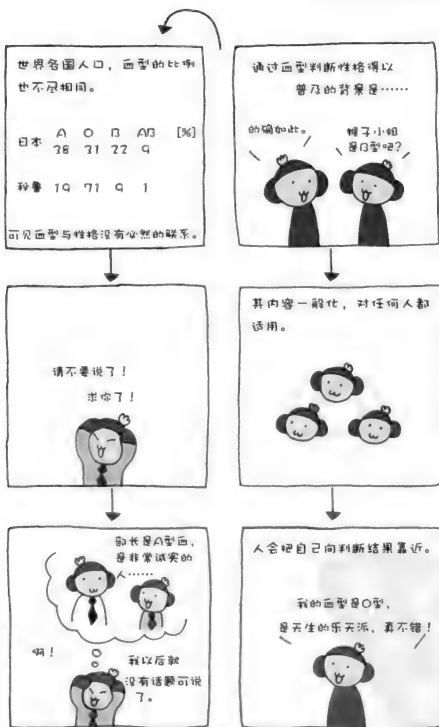 通过血型判断性格得以
普及的背景是……
的确如此。
猴子小姐
是B型吧?
其内容一般化，对任何人都
适用。
人会把自己向判断结果靠近。
我的血型是O型，
是天生的乐天派，真不错！
世界各国人口，血型的比例
也不尽相同。
A O B AB [%]
日本 38 31 22 9
秘鲁 19 71 9 1
可见血型与性格没有必然的联系。
请不要说了！
求你了！
部长是A型血，
是非常诚实的
人……
啊！
我以后就
没有话题可说
了。